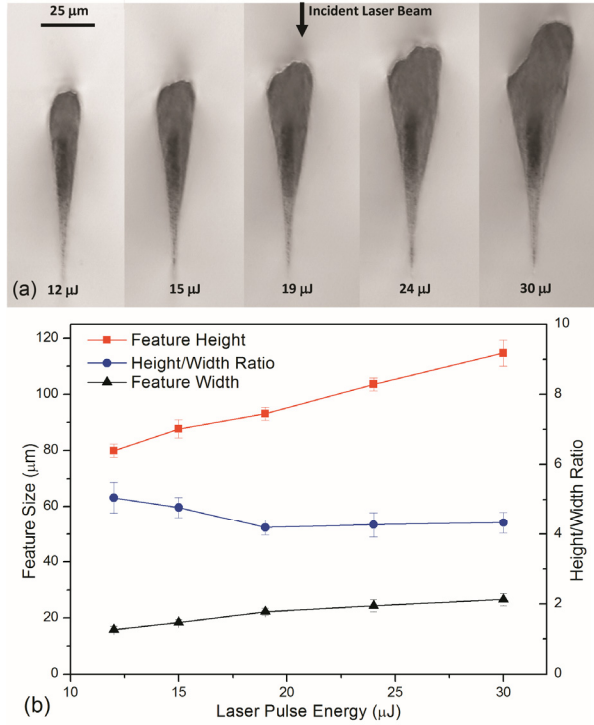 25 µm
Incident Laser Beam
(a)
12 µJ
15 µJ
19 µJ
24 µJ
30 µJ
120
100
80
60
40
20
0
Feature Size (µm)
10
8
6
4
2
0
Height/Width Ratio
Feature Height
Height/Width Ratio
Feature Width
10
15
20
25
30
Laser Pulse Energy (µJ)
(b)